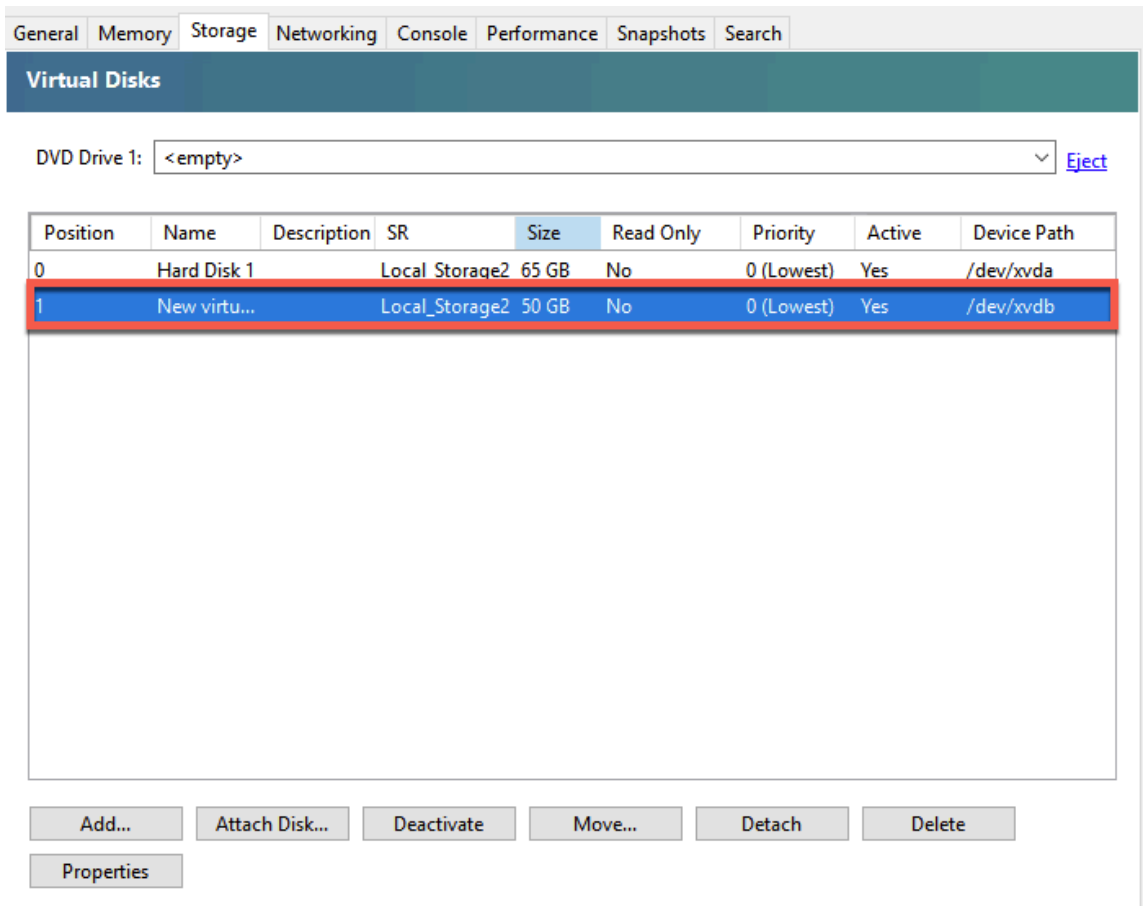 General Memory Storage Networking Console Performance Snapshots Search
Virtual Disks
DVD Drive 1: <empty> Eject
Position Name Description SR Size Read Only Priority Active Device Path
0 Hard Disk 1 Local_Storage2 65 GB No 0 (Lowest) Yes /dev/xvda
1 New virtu... Local_Storage2 50 GB No 0 (Lowest) Yes /dev/xvdb
Add... Attach Disk... Deactivate Move... Detach Delete
Properties